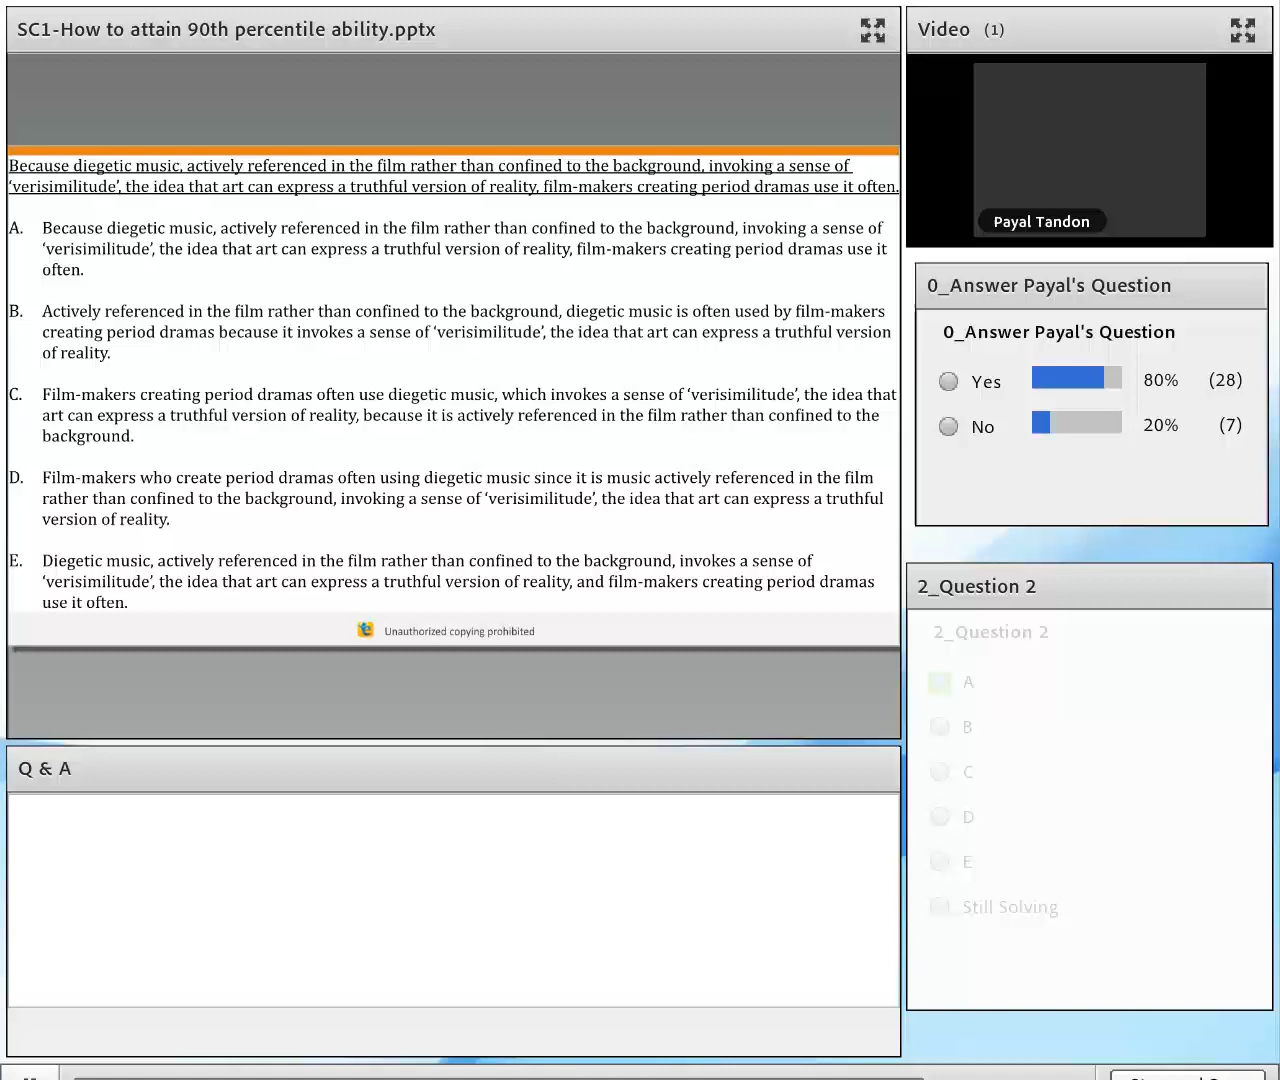 SC1-How to attain 90th percentile ability.pptx
Because diegetic music, actively referenced in the film rather than confined to the background, invoking a sense of
‘verisimilitude’, the idea that art can express a truthful version of reality, film-makers creating period dramas use it often.
A. Because diegetic music, actively referenced in the film rather than confined to the background, invoking a sense of
‘verisimilitude’, the idea that art can express a truthful version of reality, film-makers creating period dramas use it
often.
B. Actively referenced in the film rather than confined to the background, diegetic music is often used by film-makers
creating period dramas because it invokes a sense of ‘verisimilitude’, the idea that art can express a truthful version
of reality.
C. Film-makers creating period dramas often use diegetic music, which invokes a sense of ‘verisimilitude’, the idea that
art can express a truthful version of reality, because it is actively referenced in the film rather than confined to the
background.
D. Film-makers who create period dramas often using diegetic music since it is music actively referenced in the film
rather than confined to the background, invoking a sense of ‘verisimilitude’, the idea that art can express a truthful
version of reality.
E. Diegetic music, actively referenced in the film rather than confined to the background, invokes a sense of
‘verisimilitude’, the idea that art can express a truthful version of reality, and film-makers creating period dramas
use it often.
Unauthorized copying prohibited
Q & A
Video (1)
Payal Tandon
0_Answer Payal's Question
0_Answer Payal's Question
Yes 80% (28)
No 20% (7)
2_Question 2
2_Question 2
A
B
C
D
E
Still Solving